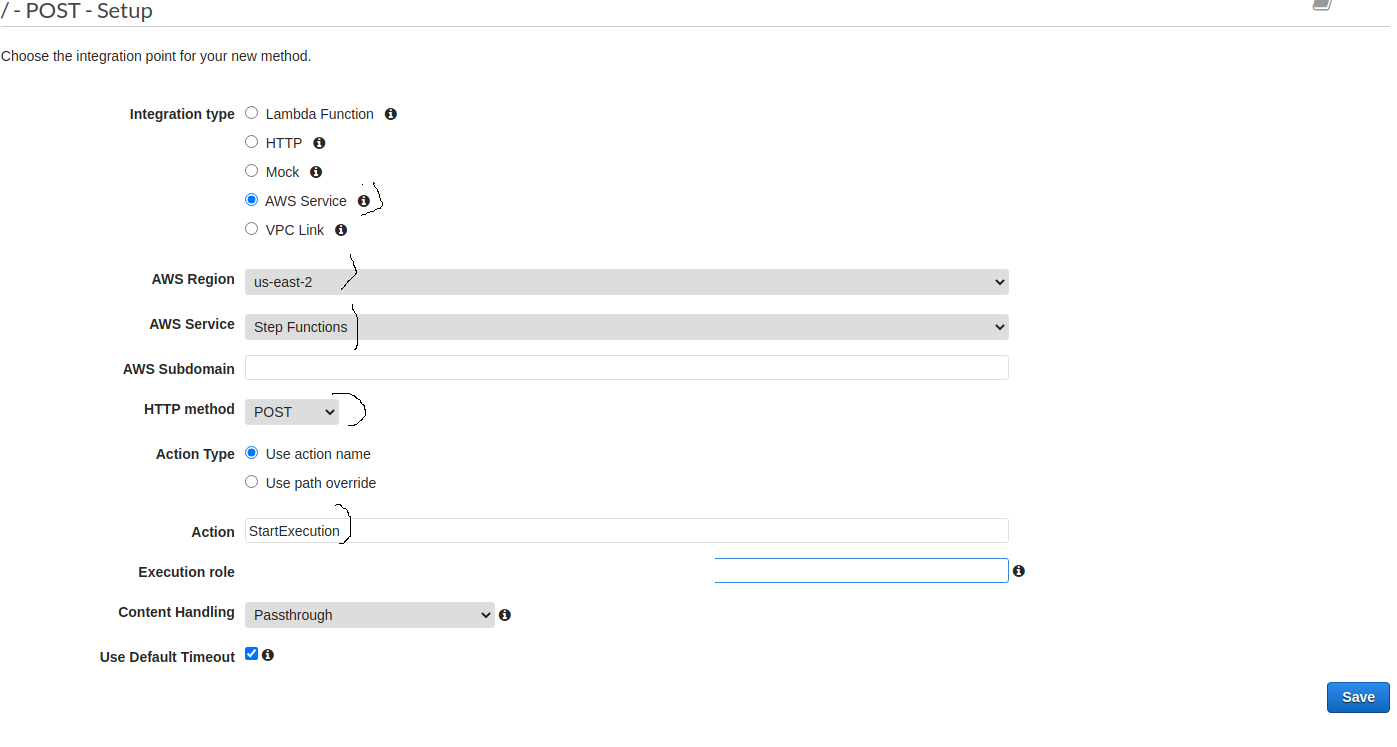 / - POST - Setup
Choose the integration point for your new method.
Integration type Lambda Function
HTTP
Mock
AWS Service
VPC Link
AWS Region us-east-2
AWS Service Step Functions
AWS Subdomain
HTTP method POST
Action Type Use action name
Use path override
Action StartExecution
Execution role
Content Handling Passthrough
Use Default Timeout
Save